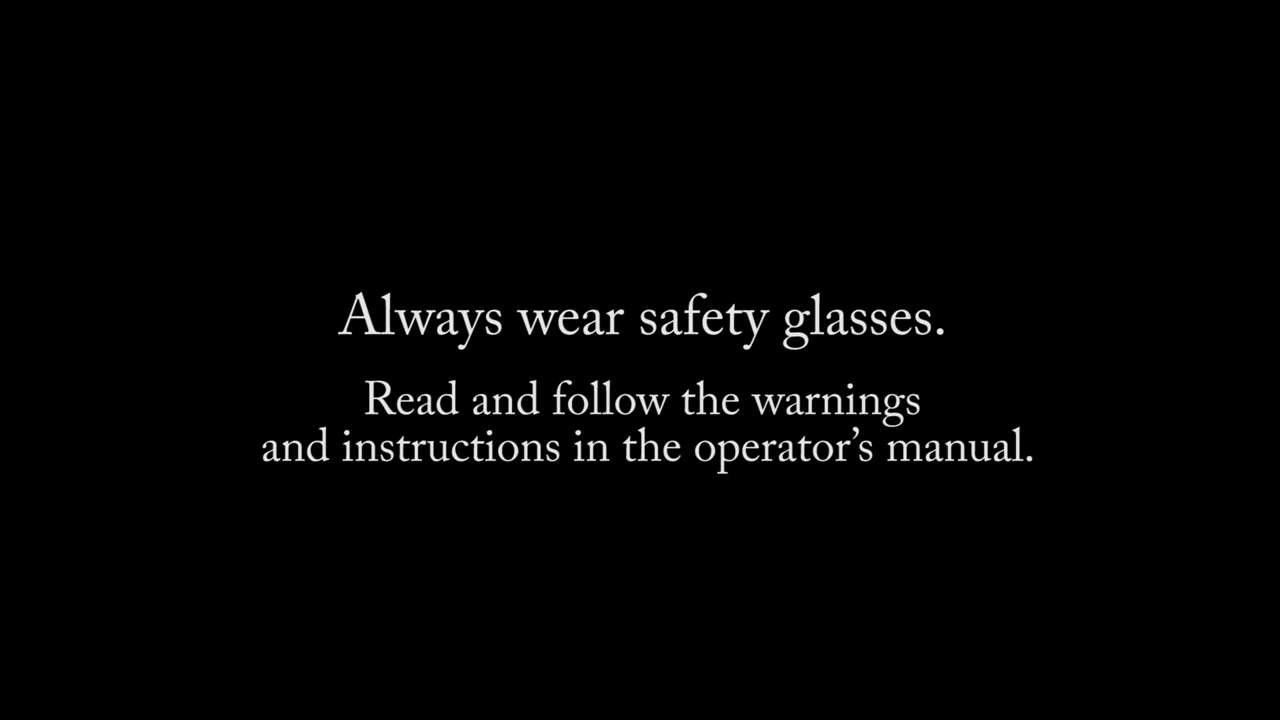 Always wear safety glasses.
Read and follow the warnings
and instructions in the operator’s manual.